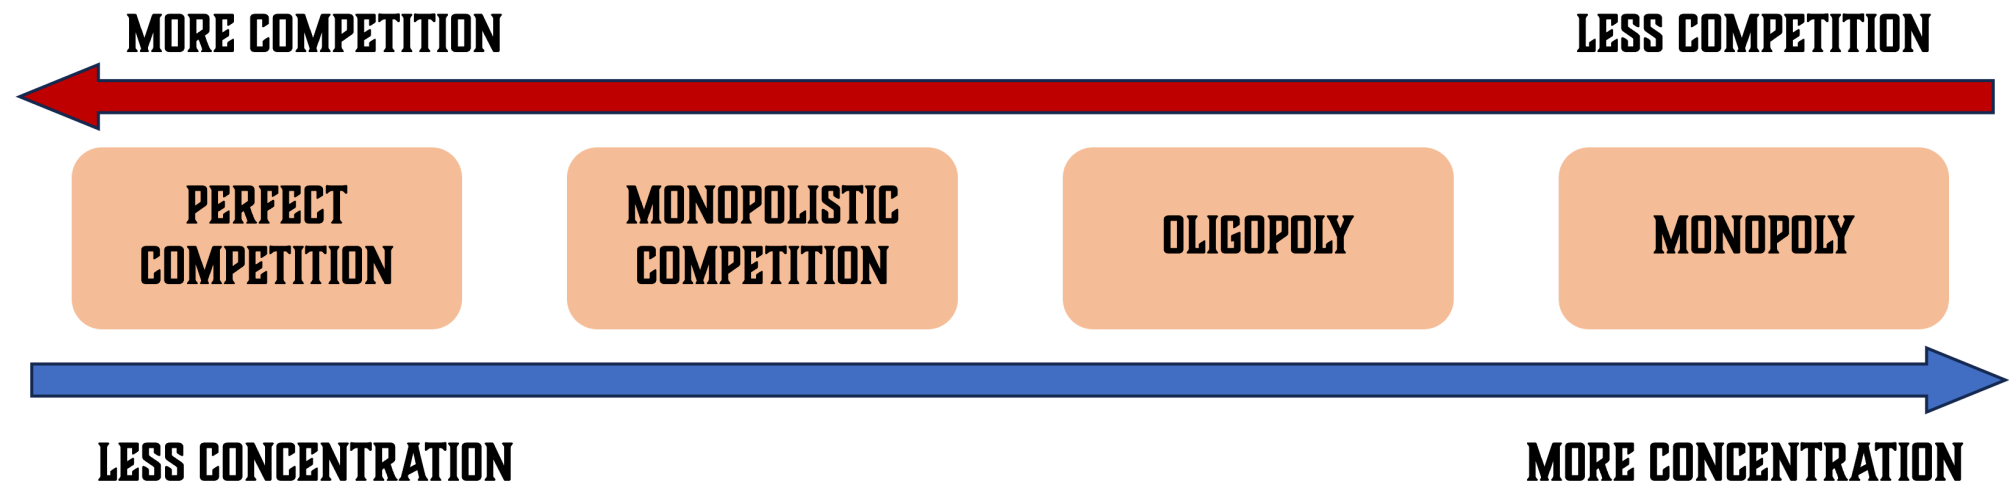 MORE COMPETITION
LESS COMPETITION
PERFECT
COMPETITION
MONOPOLISTIC
COMPETITION
OLIGOPOLY
MONOPOLY
LESS CONCENTRATION
MORE CONCENTRATION